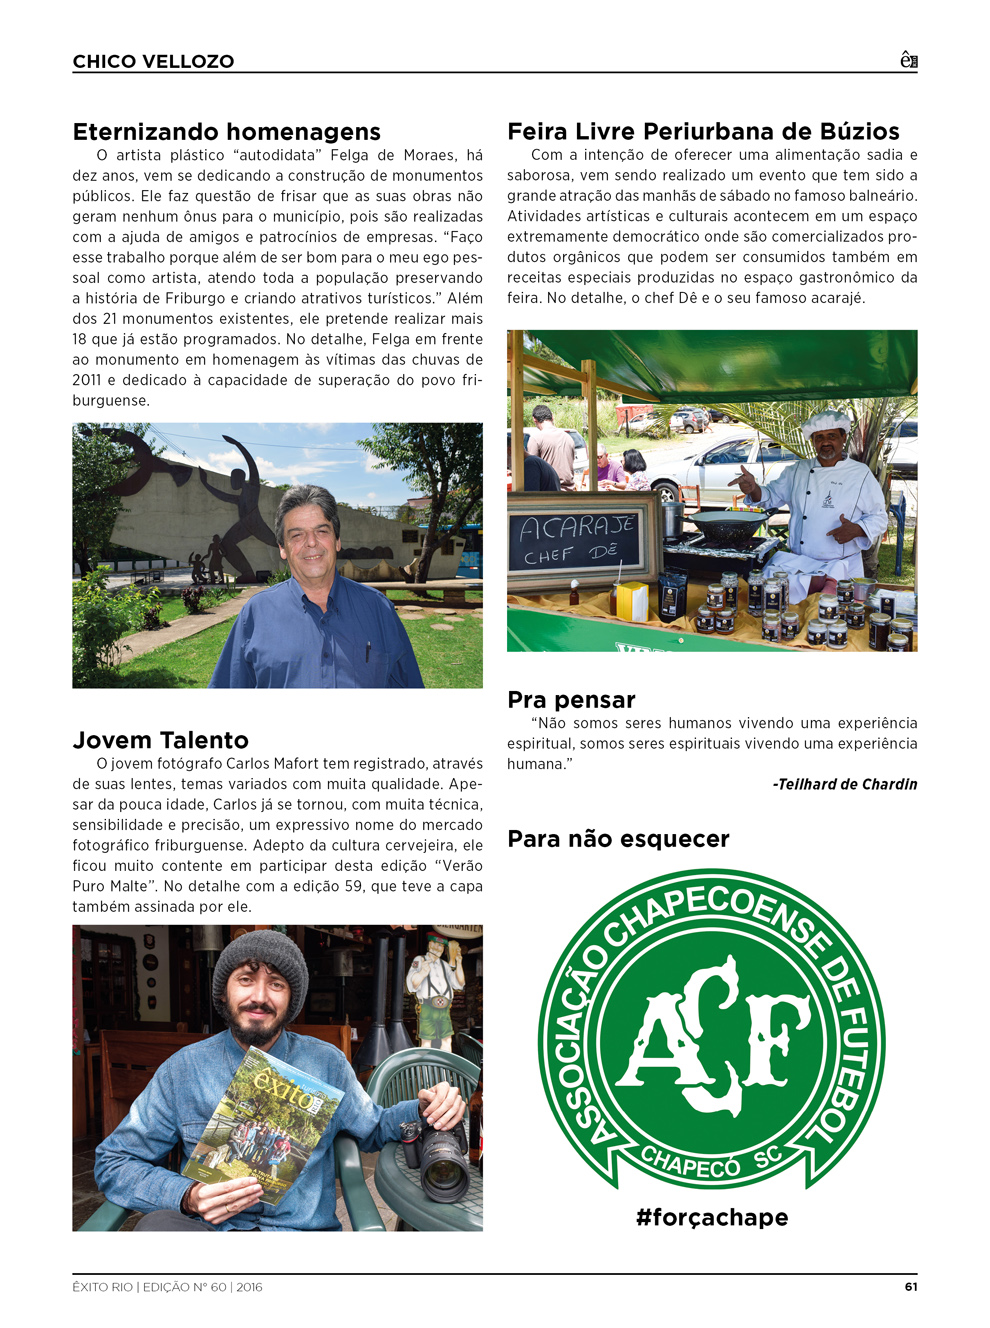 CHICO VELLOZO
Eternizando homenagens
O artista plástico “autodidata” Felga de Moraes, há
dez anos, vem se dedicando a construção de monumentos
públicos. Ele faz questão de frisar que as suas obras não
geram nenhum ônus para o município, pois são realizadas
com a ajuda de amigos e patrocínios de empresas. “Faço
esse trabalho porque além de ser bom para o meu ego pes-
soal como artista, atendo toda a população preservando
a história de Friburgo e criando atrativos turísticos.” Além
dos 21 monumentos existentes, ele pretende realizar mais
18 que já estão programados. No detalhe, Felga em frente
ao monumento em homenagem às vítimas das chuvas de
2011 e dedicado à capacidade de superação do povo fri-
burguense.
Jovem Talento
O jovem fotógrafo Carlos Mafort tem registrado, através
de suas lentes, temas variados com muita qualidade. Ape-
sar da pouca idade, Carlos já se tornou, com muita técnica,
sensibilidade e precisão, um expressivo nome do mercado
fotográfico friburguense. Adepto da cultura cervejeira, ele
ficou muito contente em participar desta edição “Verão
Puro Malte”. No detalhe com a edição 59, que teve a capa
também assinada por ele.
êxito
Feira Livre Periurbana de Búzios
Com a intenção de oferecer uma alimentação sadia e
saborosa, vem sendo realizado um evento que tem sido a
grande atração das manhãs de sábado no famoso balneário.
Atividades artísticas e culturais acontecem em um espaço
extremamente democrático onde são comercializados pro-
dutos orgânicos que podem ser consumidos também em
receitas especiais produzidas no espaço gastronômico da
feira. No detalhe, o chef Dê e o seu famoso acarajé.
ACARAJÉ
CHEF DÊ
Pra pensar
“Não somos seres humanos vivendo uma experiência
espiritual, somos seres espirituais vivendo uma experiência
humana.”
-Teilhard de Chardin
Para não esquecer
ASSOCIAÇÃO CHAPECOENSE DE FUTEBOL
ACF
CHAPECÓ SC
#forçachape
ÊXITO RIO | EDIÇÃO N° 60 | 2016
61